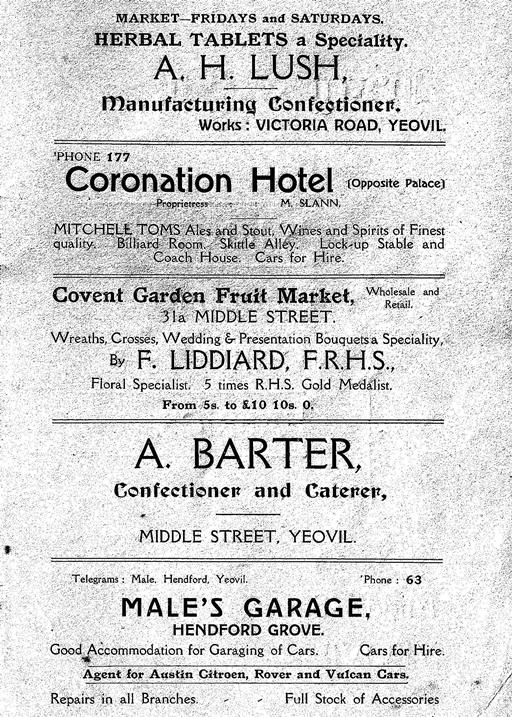 MARKET—FRIDAYS and SATURDAYS.
HERBAL TABLETS a Speciality.
A. H. LUSH,
Manufacturing Confectioner.
Works : VICTORIA ROAD, YEOVIL.
'PHONE 177
Coronation Hotel (Opposite Palace)
Proprietress - - - M. SLANN.
MITCHELL TOMS Ales and Stout, Wines and Spirits of Finest
quality. Billiard Room. Skittle Alley. Lock-up Stable and
Coach House. Cars for Hire.
Covent Garden Fruit Market, Wholesale and
Retail.
31a MIDDLE STREET.
Wreaths, Crosses, Wedding & Presentation Bouquets a Speciality,
By F. LIDDIARD, F.R.H.S.,
Floral Specialist. 5 times R.H.S. Gold Medalist.
From 5s. to £10 10s. 0.
A. BARTER,
Confectioner and Caterer,
MIDDLE STREET, YEOVIL.
Telegrams : Male, Hendford, Yeovil. 'Phone : 63
MALE'S GARAGE,
HENDFORD GROVE.
Good Accommodation for Garaging of Cars. Cars for Hire.
Agent for Austin Citroen, Rover and Vulcan Cars.
Repairs in all Branches. - - Full Stock of Accessories